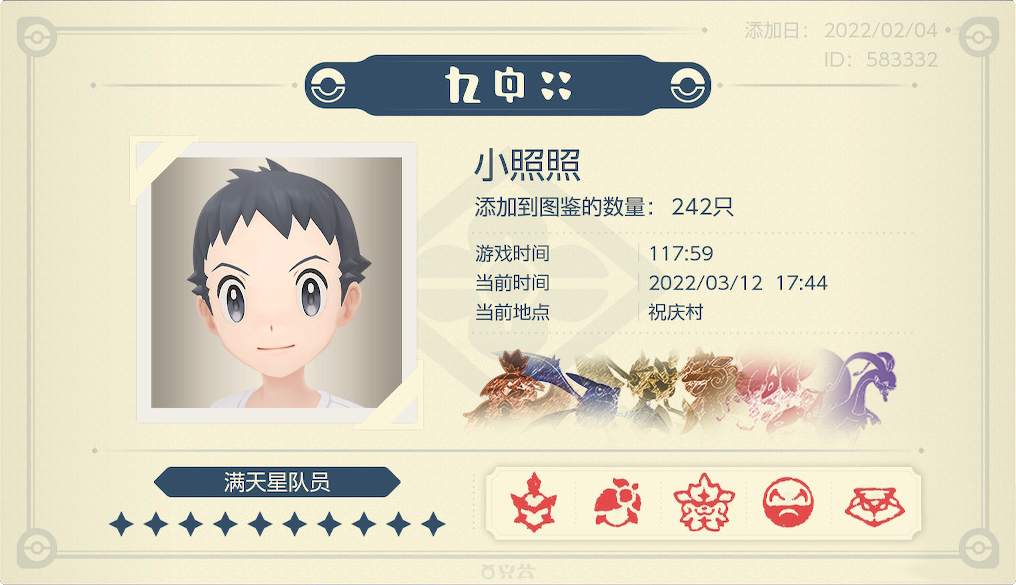 添加日： 2022/02/04
ID： 583332
小照照
添加到图鉴的数量： 242只
游戏时间 117:59
当前时间 2022/03/12 17:44
当前地点 祝庆村
满天星队员